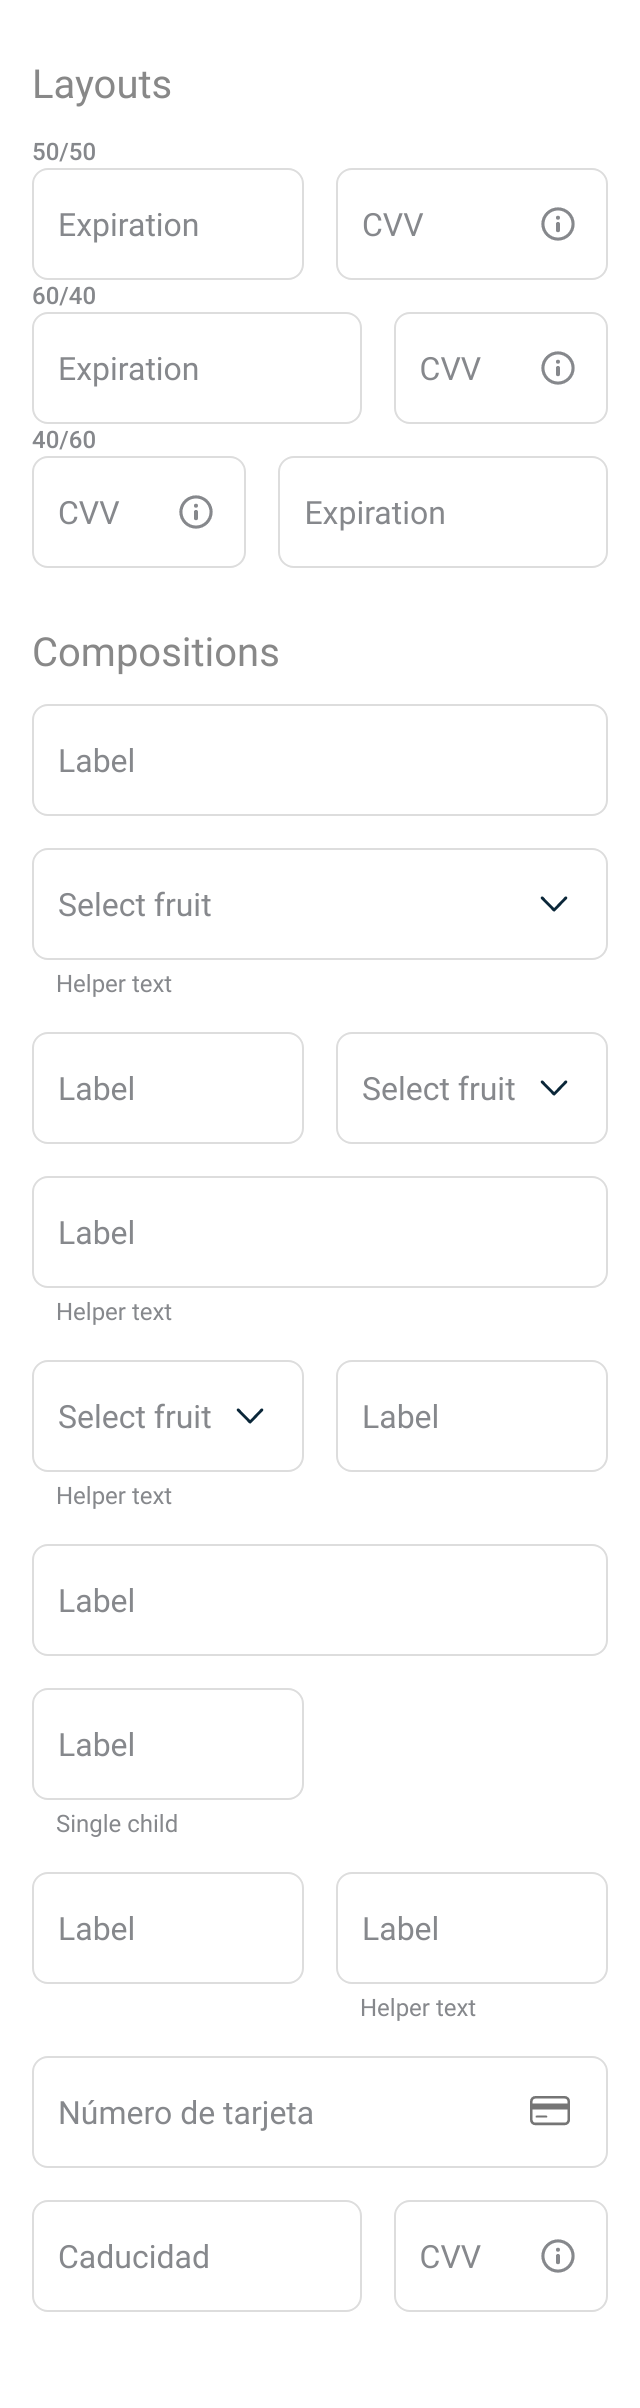 Layouts
50/50
Expiration
CVV
60/40
Expiration
CVV
40/60
CVV
Expiration
Compositions
Label
Select fruit
Helper text
Label
Select fruit
Label
Helper text
Select fruit
Label
Helper text
Label
Label
Single child
Label
Label
Helper text
Número de tarjeta
Caducidad
CVV